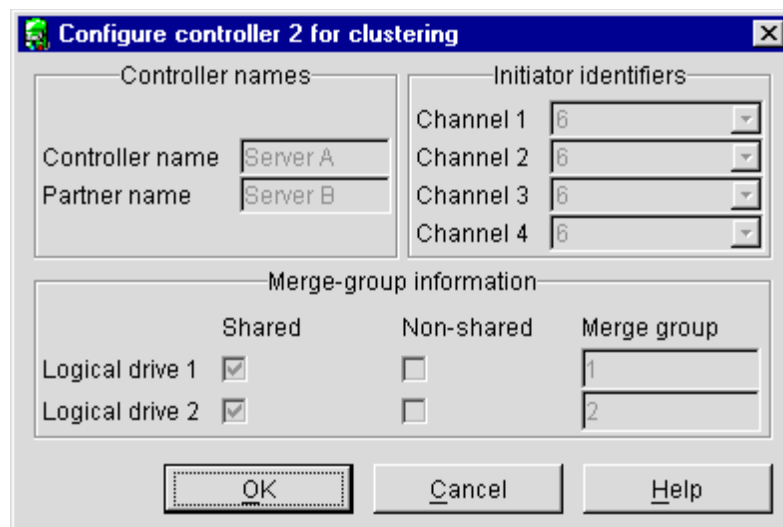 Configure controller 2 for clustering
Controller names
Controller name Server A
Partner name Server B
Initiator identifiers
Channel 1 6
Channel 2 6
Channel 3 6
Channel 4 6
Merge-group information
Shared Non-shared Merge group
Logical drive 1 1
Logical drive 2 2
OK Cancel Help